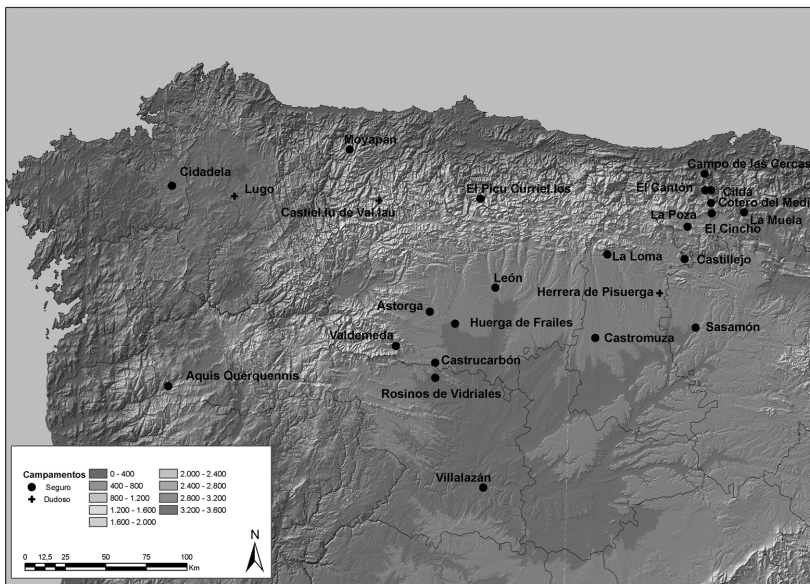 Moyapán
Campo de las Cercas
Cidadela
Lugo
El Cantón
Cildá
El Picu Curriel.los
Castiel.lu de Val.lau
Cotero del Medi
La Poza
La Muela
El Cincho
La Loma
Castillejo
León
Herrera de Pisuerga
Astorga
Huerga de Frailes
Sasamón
Valdemeda
Castromuza
Castrucarbón
Aquis Querquennis
Rosinos de Vidriales
Villalazán
Campamentos
Seguro
Dudoso
0 - 400
400 - 800
800 - 1.200
1.200 - 1.600
1.600 - 2.000
2.000 - 2.400
2.400 - 2.800
2.800 - 3.200
3.200 - 3.600
N
0 12,5 25 50 75 100
Km